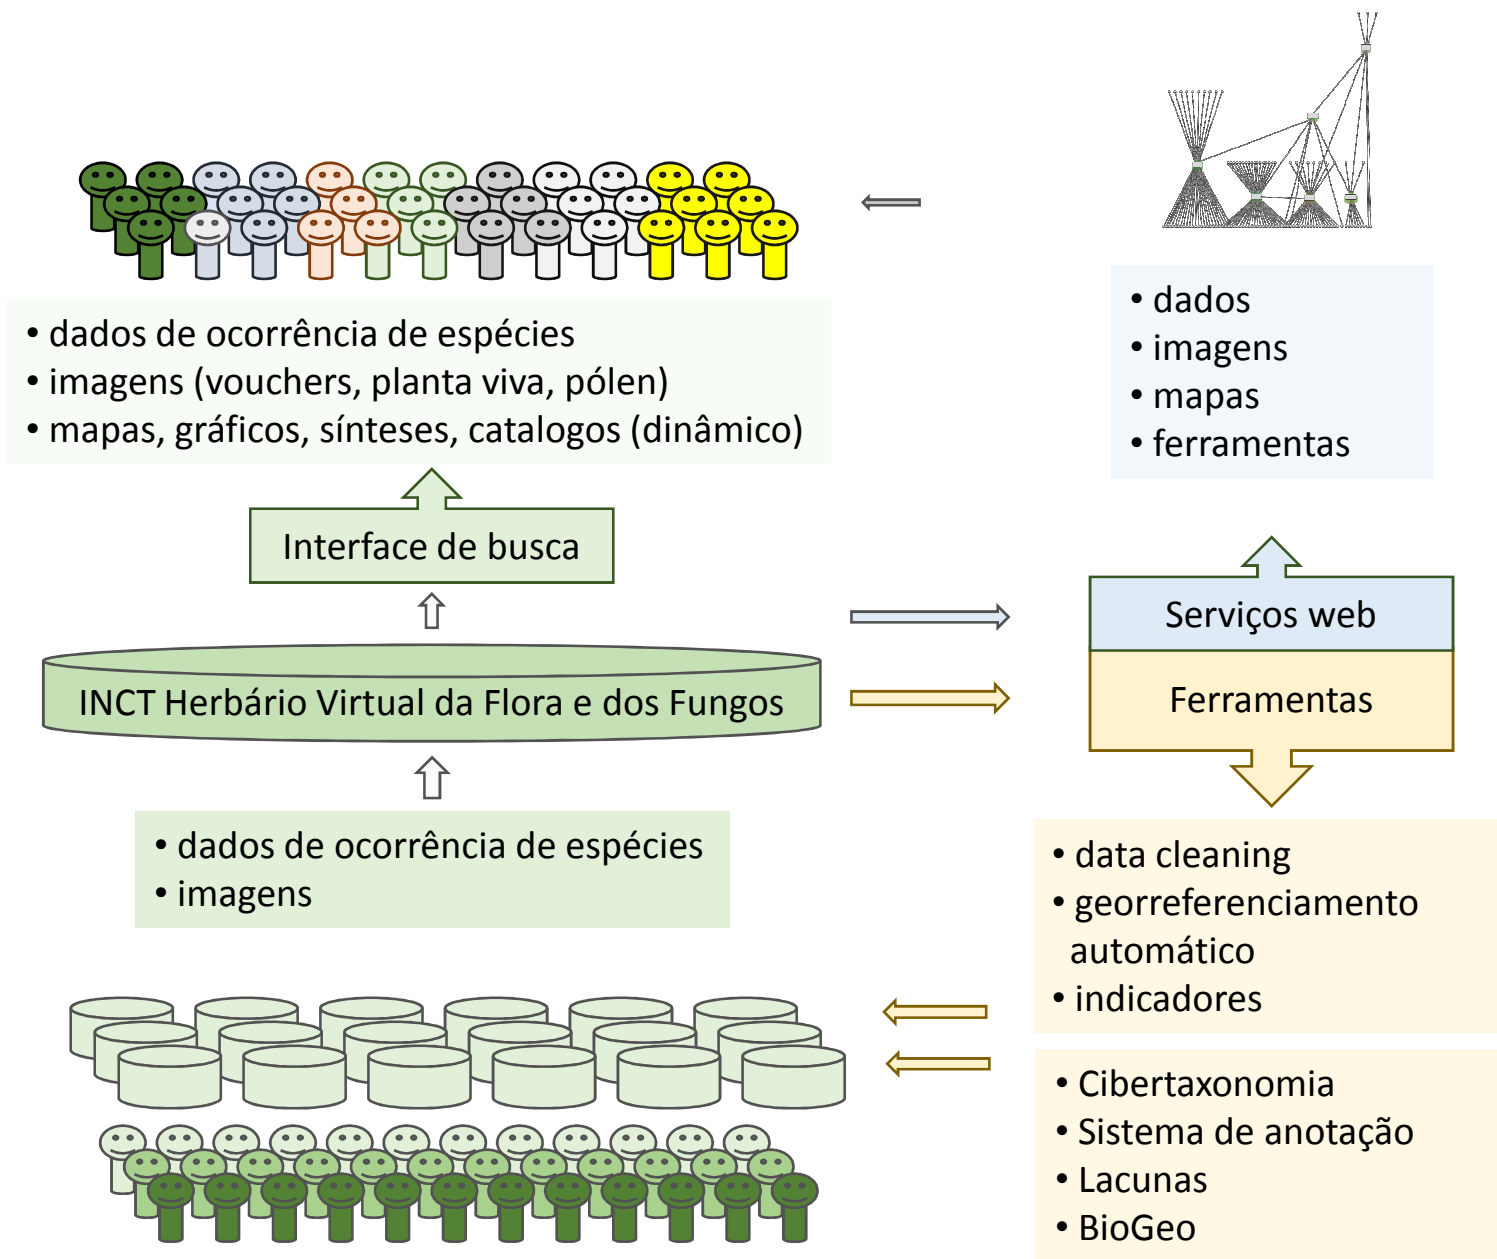 • dados de ocorrência de espécies
• imagens (vouchers, planta viva, pólen)
• mapas, gráficos, sínteses, catalogos (dinâmico)
• dados
• imagens
• mapas
• ferramentas
Interface de busca
INCT Herbário Virtual da Flora e dos Fungos
Serviços web
Ferramentas
• dados de ocorrência de espécies
• imagens
• data cleaning
• georreferenciamento
automático
• indicadores
• Cibertaxonomia
• Sistema de anotação
• Lacunas
• BioGeo